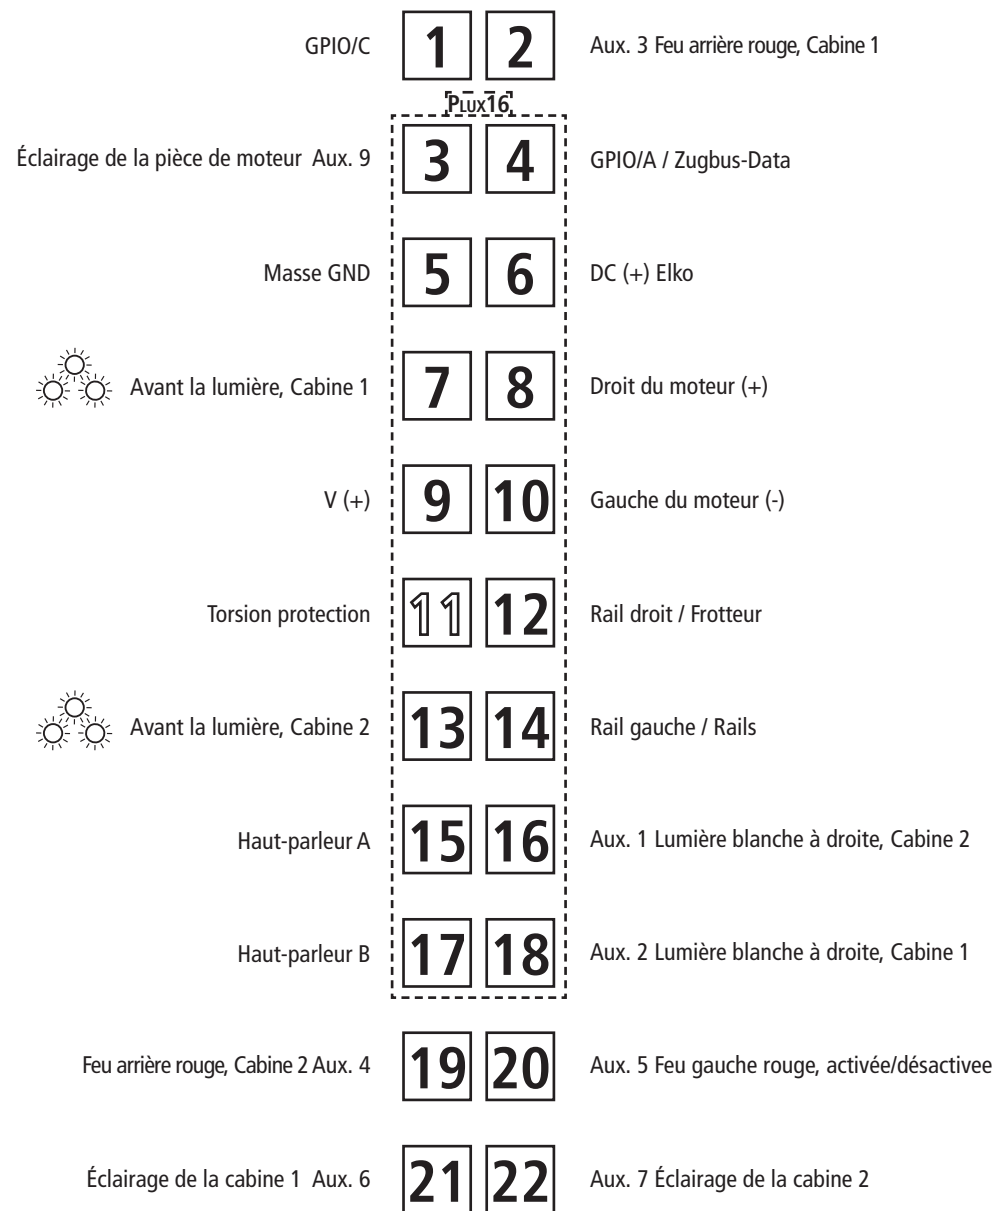 GPIO/C 1 2 Aux. 3 Feu arrière rouge, Cabine 1
PLUX16
Éclairage de la pièce de moteur Aux. 9 3 4 GPIO/A / Zugbus-Data
Masse GND 5 6 DC (+) Elko
Avant la lumière, Cabine 1 7 8 Droit du moteur (+)
V (+) 9 10 Gauche du moteur (-)
Torsion protection 11 12 Rail droit / Frotteur
Avant la lumière, Cabine 2 13 14 Rail gauche / Rails
Haut-parleur A 15 16 Aux. 1 Lumière blanche à droite, Cabine 2
Haut-parleur B 17 18 Aux. 2 Lumière blanche à droite, Cabine 1
Feu arrière rouge, Cabine 2 Aux. 4 19 20 Aux. 5 Feu gauche rouge, activée/désactivee
Éclairage de la cabine 1 Aux. 6 21 22 Aux. 7 Éclairage de la cabine 2